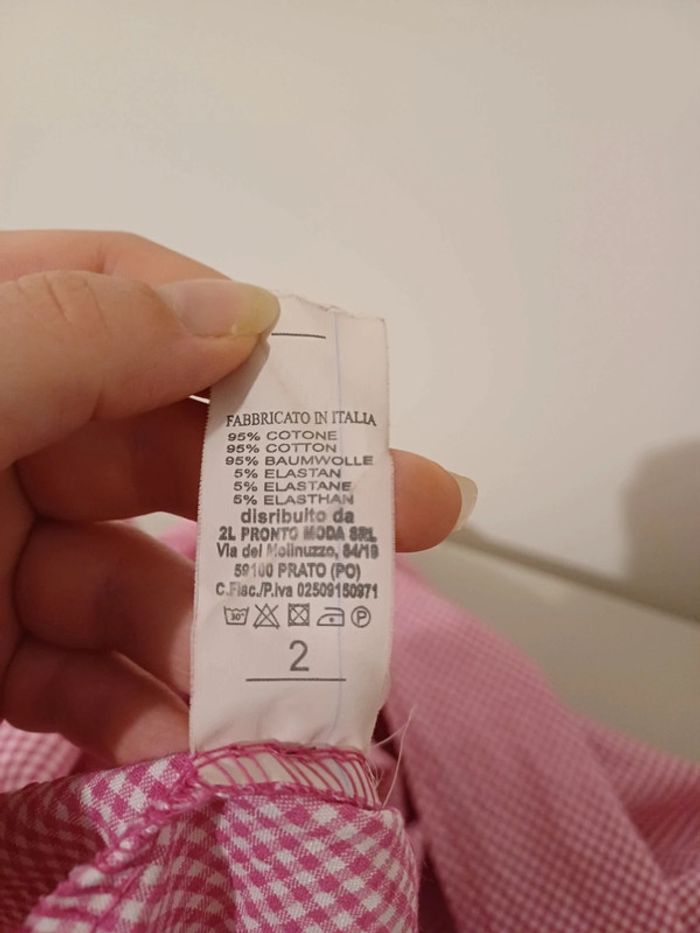 FABBRICATO IN ITALIA
95% COTONE
95% COTTON
95% BAUMWOLLE
5% ELASTAN
5% ELASTANE
5% ELASTHAN
disribuito da
2L PRONTO MODA SRL
Via del Molinuzzo, 84/19
59100 PRATO (PO)
C.Fisc./P.Iva 02509150971
30°
P
2